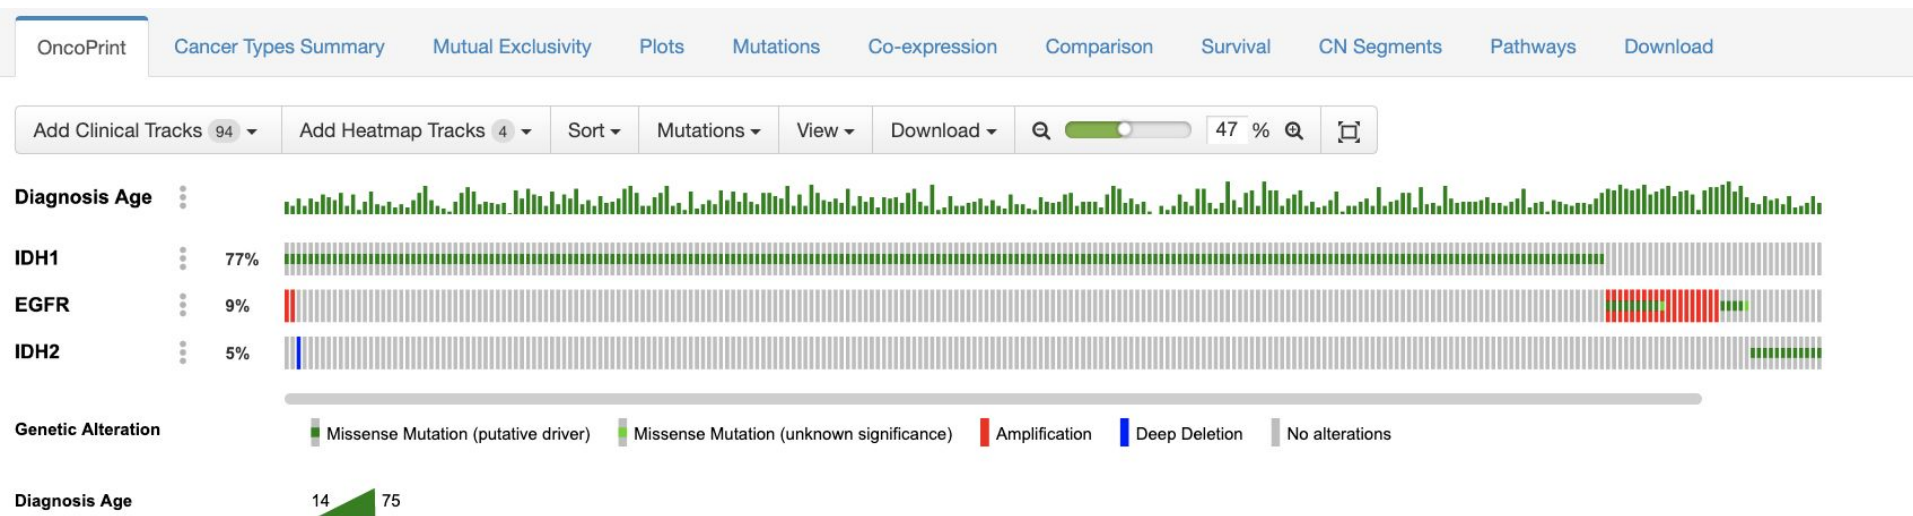 OncoPrint Cancer Types Summary Mutual Exclusivity Plots Mutations Co-expression Comparison Survival CN Segments Pathways Download
Add Clinical Tracks 94 Add Heatmap Tracks 4 Sort Mutations View Download 47 %
Diagnosis Age
IDH1 77%
EGFR 9%
IDH2 5%
Genetic Alteration Missense Mutation (putative driver) Missense Mutation (unknown significance) Amplification Deep Deletion No alterations
Diagnosis Age 14 75